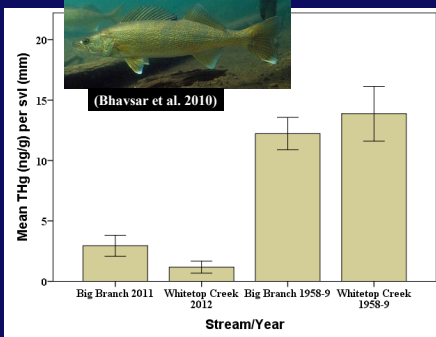 (Bhavsar et al. 2010)
Mean THg (ng/g) per svl (mm)
20
15
10
5
0
Big Branch 2011
Whitetop Creek
2012
Big Branch 1958-9
Whitetop Creek
1958-9
Stream/Year